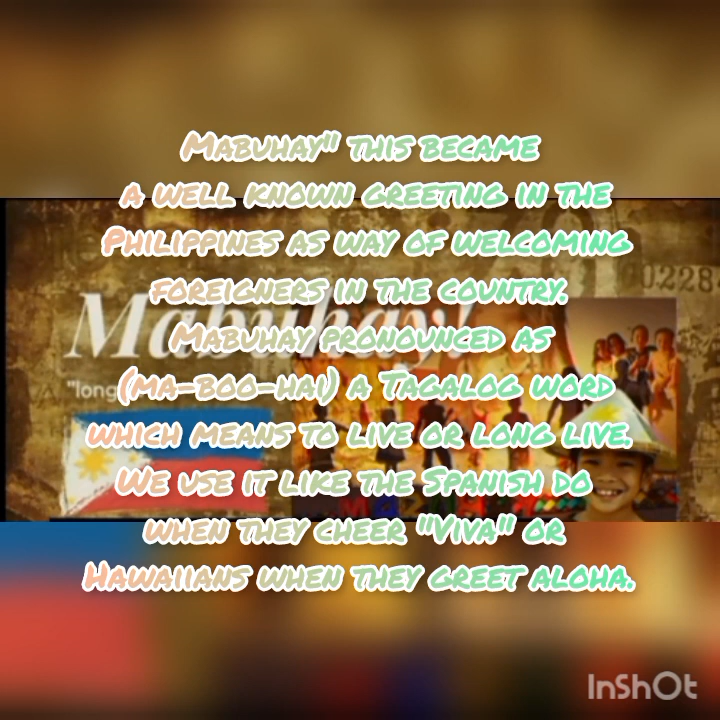 Mabuhay" this became
a well known greeting in the
Philippines as way of welcoming
foreigners in the country.
Mabuhay pronounced as
(ma-boo-hai) a Tagalog word
which means to live or long live.
We use it like the Spanish do
when they cheer "Viva" or
Hawaiians when they greet aloha.
Mabuhay!
"long
0228
InShOt